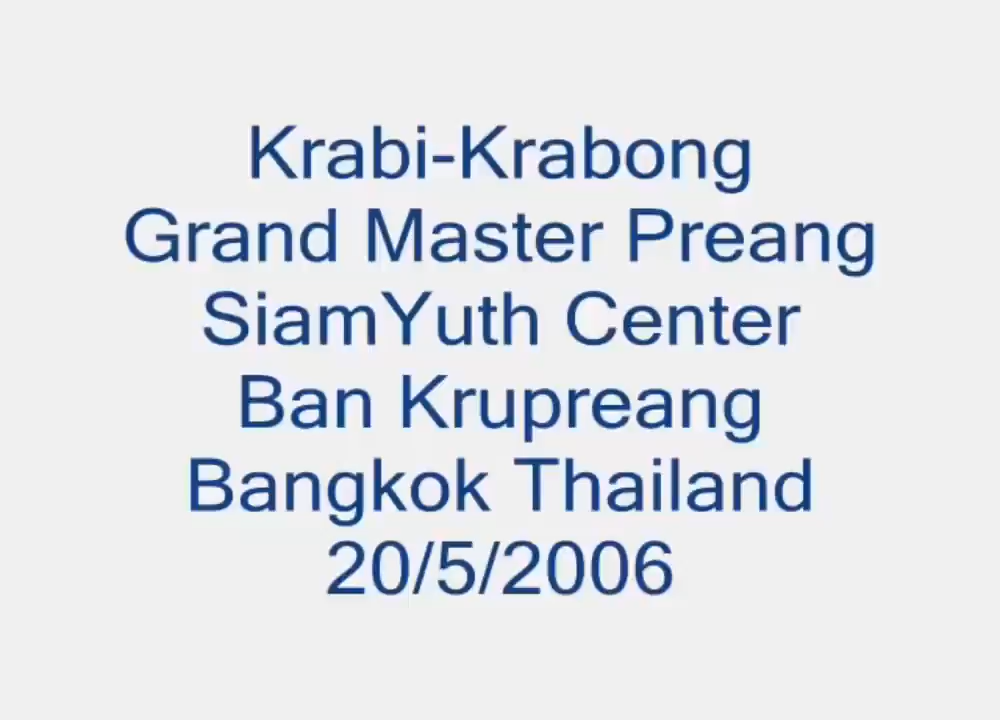 Krabi-Krabong
Grand Master Preang
SiamYuth Center
Ban Krupreang
Bangkok Thailand
20/5/2006